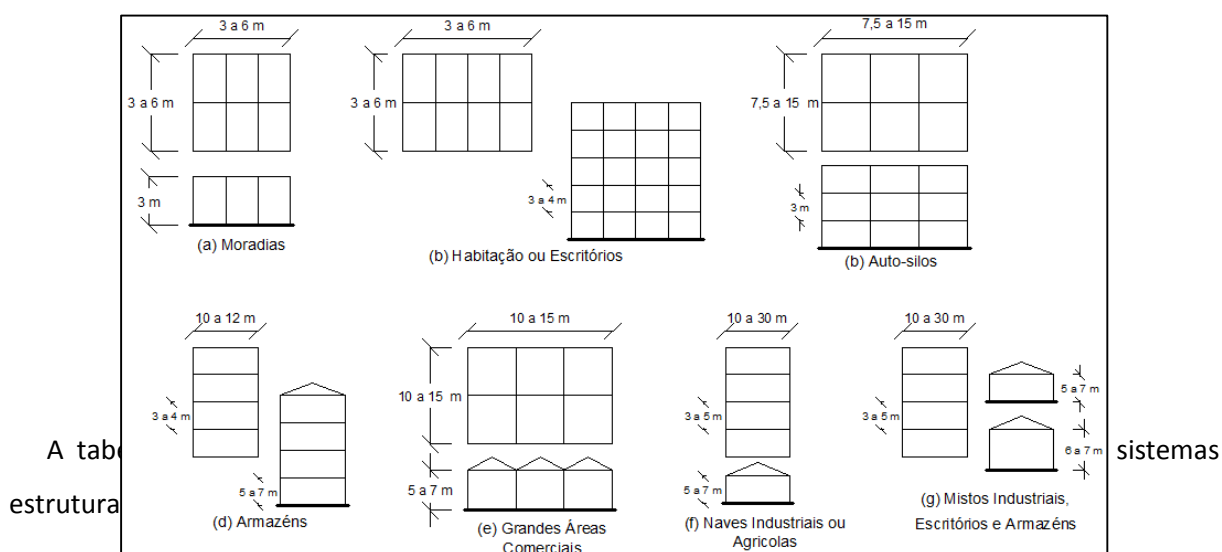 3 a 6 m
3 a 6 m
3 m
(a) Moradias
3 a 6 m
3 a 6 m
3 a 4 m
(b) Habitação ou Escritórios
7,5 a 15 m
7,5 a 15 m
3 m
(b) Auto-silos
10 a 12 m
3 a 4 m
5 a 7 m
(d) Armazéns
10 a 15 m
10 a 15 m
5 a 7 m
(e) Grandes Áreas
Comerciais
10 a 30 m
3 a 5 m
5 a 7 m
(f) Naves Industriais ou
Agricolas
10 a 30 m
3 a 5 m
5 a 7 m
6 a 7 m
(g) Mistos Industriais,
Escritórios e Armazéns
A tabe sistemas
estrutura